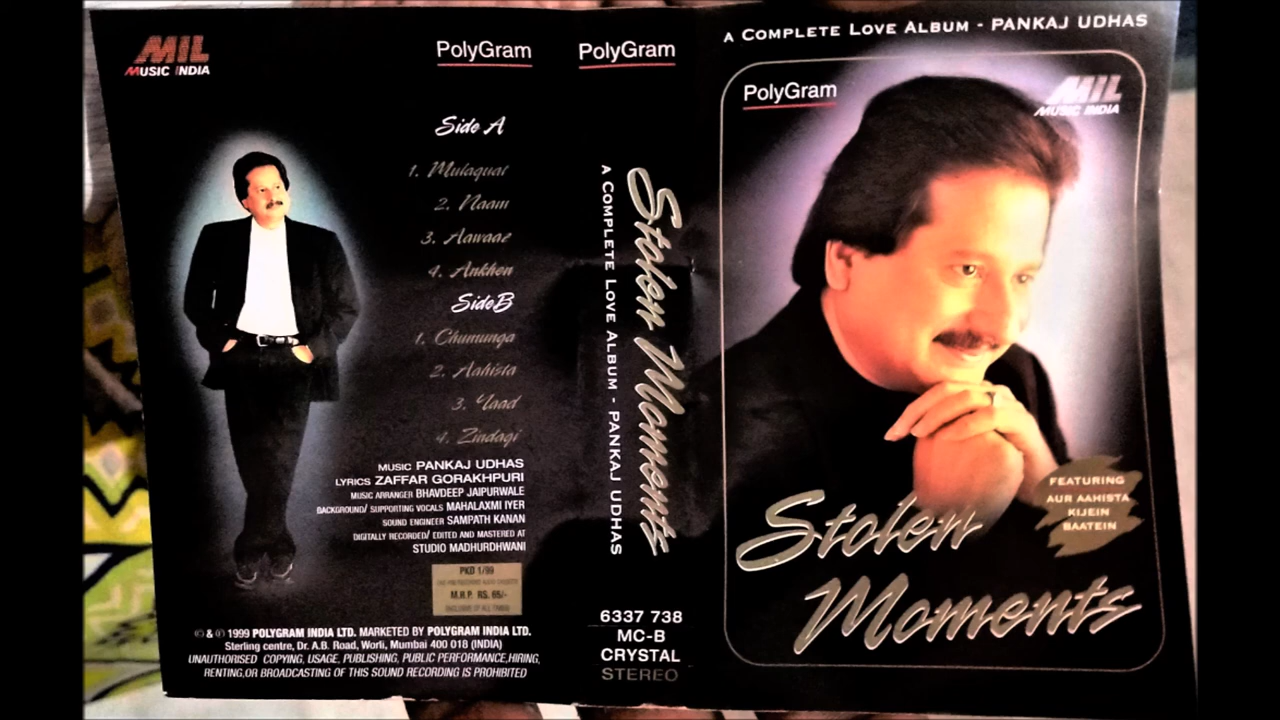 MIL
MUSIC INDIA
PolyGram
Side A
1. Mulaquat
2. Naam
3. Aawaaz
4. Ankhen
Side B
1. Chumunga
2. Aahista
3. Yaad
4. Zindagi
MUSIC PANKAJ UDHAS
LYRICS ZAFFAR GORAKHPURI
MUSIC ARRANGER BHAVDEEP JAIPURWALE
BACKGROUND/ SUPPORTING VOCALS MAHALAXMI IYER
SOUND ENGINEER SAMPATH KANAN
DIGITALLY RECORDED/ EDITED AND MASTERED AT
STUDIO MADHURDHWANI
PKD 1/99
M.R.P. RS. 65/-
INCLUSIVE OF ALL TAXES
© & ℗ 1999 POLYGRAM INDIA LTD. MARKETED BY POLYGRAM INDIA LTD.
Sterling centre, Dr. A.B. Road, Worli, Mumbai 400 018 (INDIA)
UNAUTHORISED COPYING, USAGE, PUBLISHING, PUBLIC PERFORMANCE,HIRING,
RENTING,OR BROADCASTING OF THIS SOUND RECORDING IS PROHIBITED
PolyGram
Stolen Moments
A COMPLETE LOVE ALBUM - PANKAJ UDHAS
6337 738
MC-B
CRYSTAL
STEREO
A COMPLETE LOVE ALBUM - PANKAJ UDHAS
PolyGram
MIL
MUSIC INDIA
FEATURING
AUR AAHISTA
KIJEIN
BAATEIN
Stolen
Moments